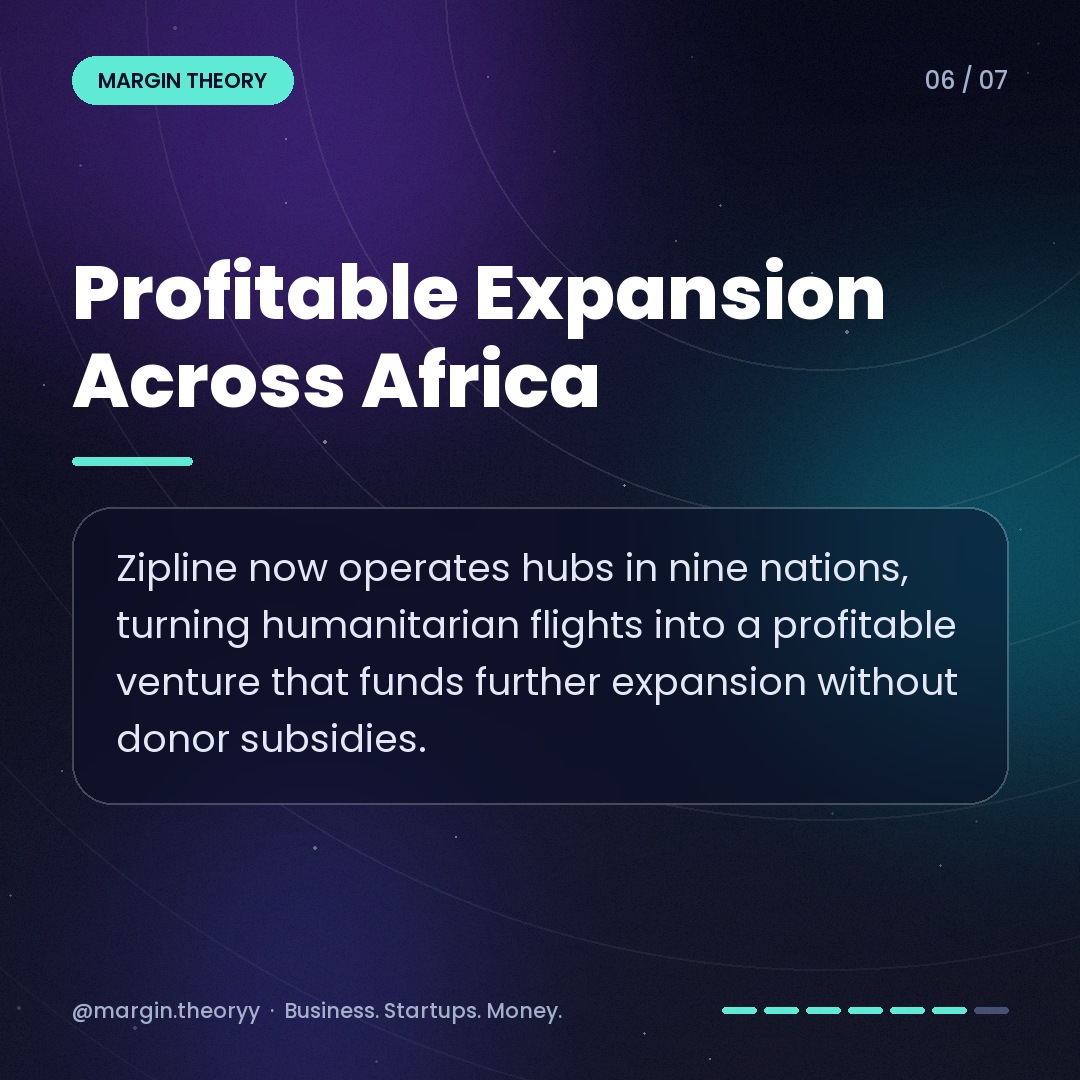 MARGIN THEORY
06 / 07
Profitable Expansion
Across Africa
Zipline now operates hubs in nine nations,
turning humanitarian flights into a profitable
venture that funds further expansion without
donor subsidies.
@margin.theoryy · Business. Startups. Money.